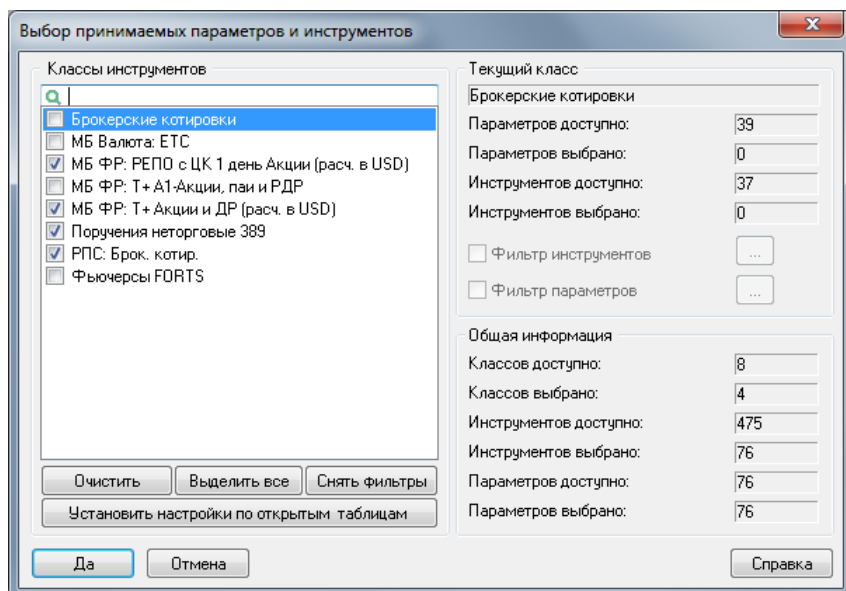 Выбор принимаемых параметров и инструментов
Классы инструментов
Брокерские котировки
МБ Валюта: ETC
МБ ФР: РЕПО с ЦК 1 день Акции (расч. в USD)
МБ ФР: Т+ А1-Акции, паи и РДР
МБ ФР: Т+ Акции и ДР (расч. в USD)
Поручения неторговые 389
РПС: Брок. котир.
Фьючерсы FORTS
Очистить
Выделить все
Снять фильтры
Установить настройки по открытым таблицам
Текущий класс
Брокерские котировки
Параметров доступно: 39
Параметров выбрано: 0
Инструментов доступно: 37
Инструментов выбрано: 0
Фильтр инструментов ...
Фильтр параметров ...
Общая информация
Классов доступно: 8
Классов выбрано: 4
Инструментов доступно: 475
Инструментов выбрано: 76
Параметров доступно: 76
Параметров выбрано: 76
Да
Отмена
Справка